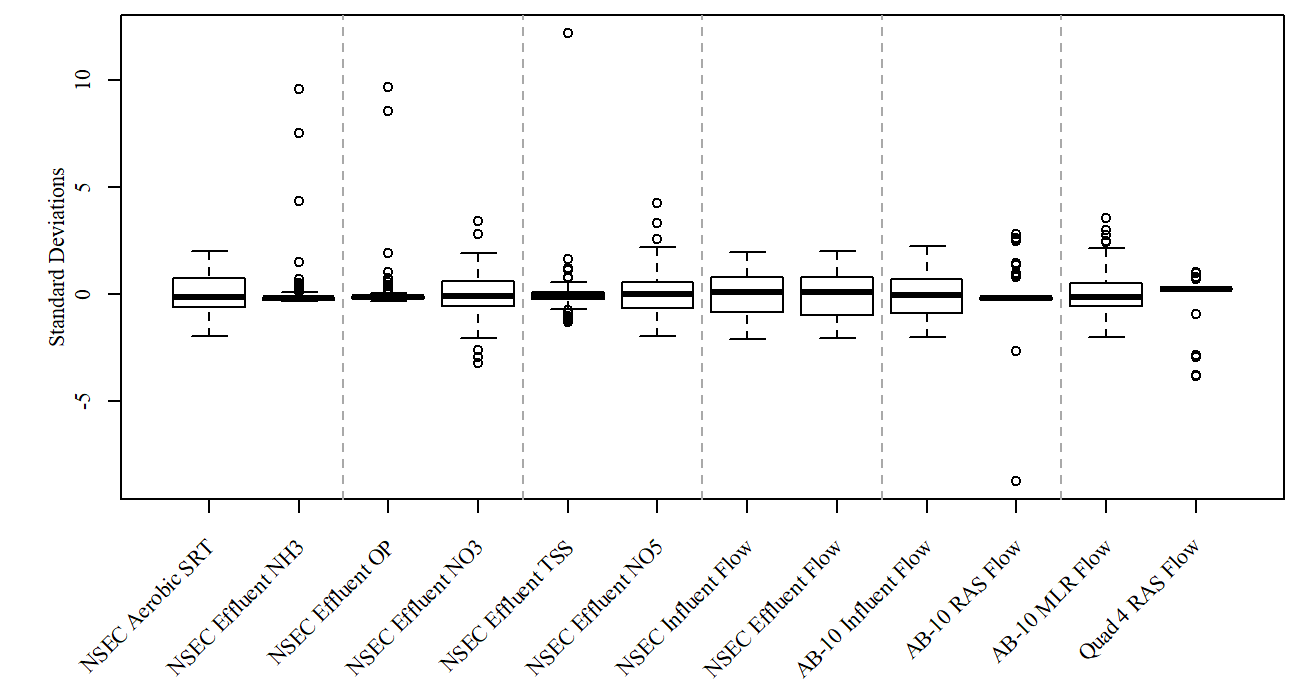 Standard Deviations
10
5
0
-5
NSEC Aerobic SRT
NSEC Effluent NH3
NSEC Effluent OP
NSEC Effluent NO3
NSEC Effluent TSS
NSEC Effluent NO5
NSEC Influent Flow
NSEC Effluent Flow
AB-10 Influent Flow
AB-10 RAS Flow
AB-10 MLR Flow
Quad 4 RAS Flow